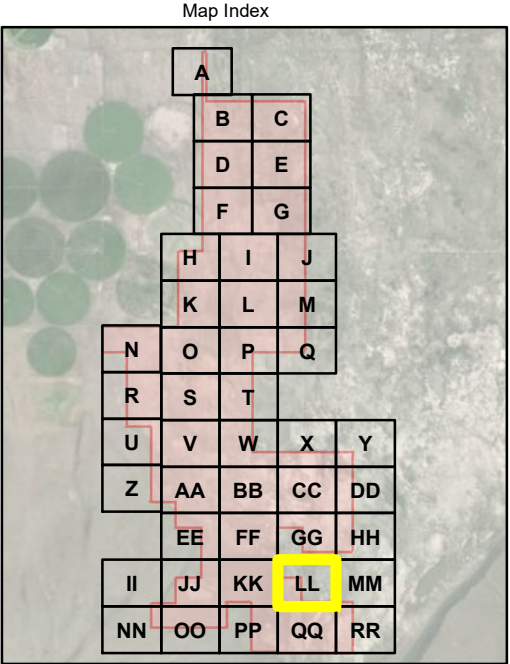 Map Index
A
B C
D E
F G
H I J
K L M
N O P Q
R S T
U V W X Y
Z AA BB CC DD
EE FF GG HH
II JJ KK LL MM
NN OO PP QQ RR